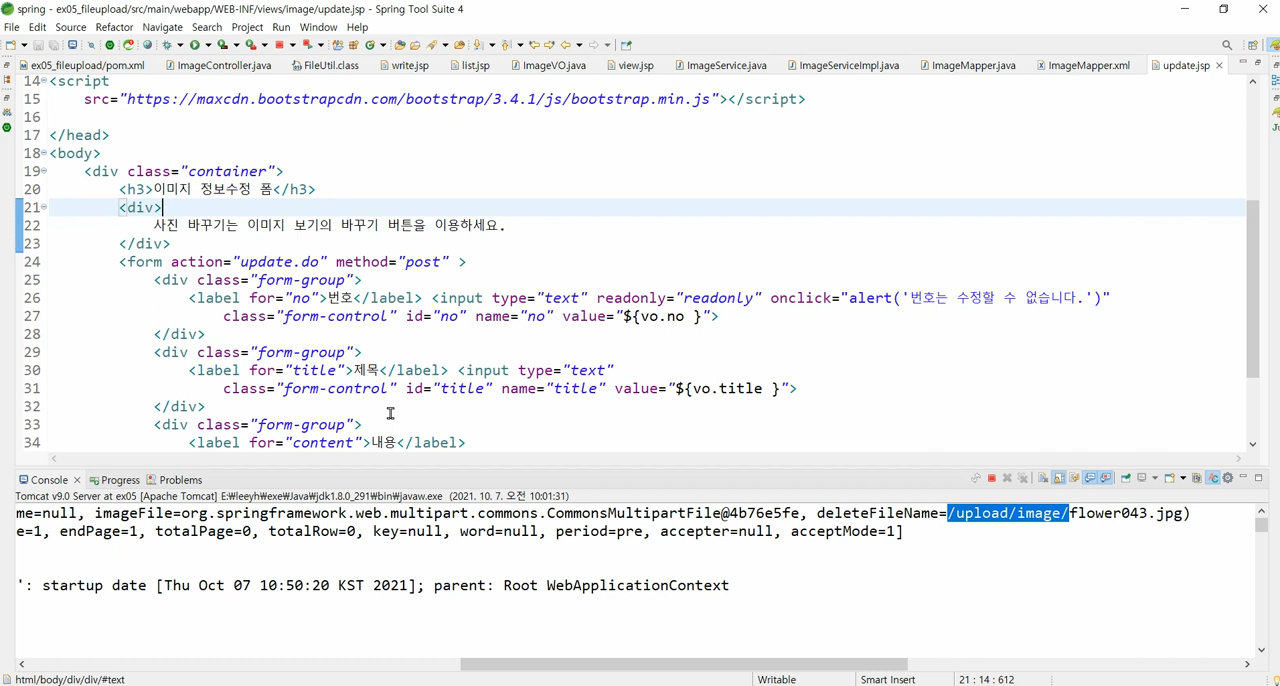 spring - ex05_fileupload/src/main/webapp/WEB-INF/views/image/update.jsp - Spring Tool Suite 4
File Edit Source Refactor Navigate Search Project Run Window Help
ex05_fileupload/pom.xml ImageController.java FileUtil.class write.jsp list.jsp ImageVO.java view.jsp ImageService.java ImageServiceImpl.java ImageMapper.java ImageMapper.xml update.jsp
14 <script
15 src="https://maxcdn.bootstrapcdn.com/bootstrap/3.4.1/js/bootstrap.min.js"></script>
16
17 </head>
18 <body>
19 <div class="container">
20 <h3>이미지 정보수정 폼</h3>
21 <div>
22 사진 바꾸기는 이미지 보기의 바꾸기 버튼을 이용하세요.
23 </div>
24 <form action="update.do" method="post" >
25 <div class="form-group">
26 <label for="no">번호</label> <input type="text" readonly="readonly" onclick="alert('번호는 수정할 수 없습니다.')"
27 class="form-control" id="no" name="no" value="${vo.no }">
28 </div>
29 <div class="form-group">
30 <label for="title">제목</label> <input type="text"
31 class="form-control" id="title" name="title" value="${vo.title }">
32 </div>
33 <div class="form-group">
34 <label for="content">내용</label>
Console Progress Problems
Tomcat v9.0 Server at ex05 [Apache Tomcat] E:₩leeyh₩exe₩Java₩jdk1.8.0_291₩bin₩javaw.exe (2021. 10. 7. 오전 10:01:31)
me=null, imageFile=org.springframework.web.multipart.commons.CommonsMultipartFile@4b76e5fe, deleteFileName=/upload/image/flower043.jpg)
e=1, endPage=1, totalPage=0, totalRow=0, key=null, word=null, period=pre, accepter=null, acceptMode=1]
': startup date [Thu Oct 07 10:50:20 KST 2021]; parent: Root WebApplicationContext
html/body/div/div/#text Writable Smart Insert 21 : 14 : 612